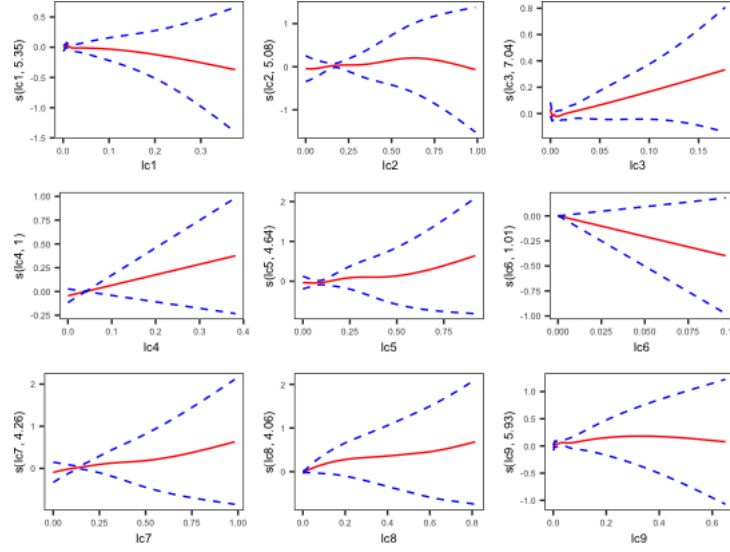 s(lc1, 5.35)
0.5
0.0
-0.5
-1.0
-1.5
0.0 0.1 0.2 0.3
lc1
s(lc2, 5.08)
1
0
-1
0.00 0.25 0.50 0.75 1.00
lc2
s(lc3, 7.04)
0.8
0.6
0.4
0.2
0.0
0.00 0.05 0.10 0.15
lc3
s(lc4, 1)
1.00
0.75
0.50
0.25
0.00
-0.25
0.0 0.1 0.2 0.3 0.4
lc4
s(lc5, 4.64)
2
1
0
0.00 0.25 0.50 0.75
lc5
s(lc6, 1.01)
0.00
-0.25
-0.50
-0.75
-1.00
0.000 0.025 0.050 0.075 0.1
lc6
s(lc7, 4.26)
2
1
0
0.00 0.25 0.50 0.75 1.00
lc7
s(lc8, 4.06)
2
1
0
0.0 0.2 0.4 0.6 0.8
lc8
s(lc9, 5.93)
1.0
0.5
0.0
-0.5
-1.0
0.0 0.2 0.4 0.6
lc9